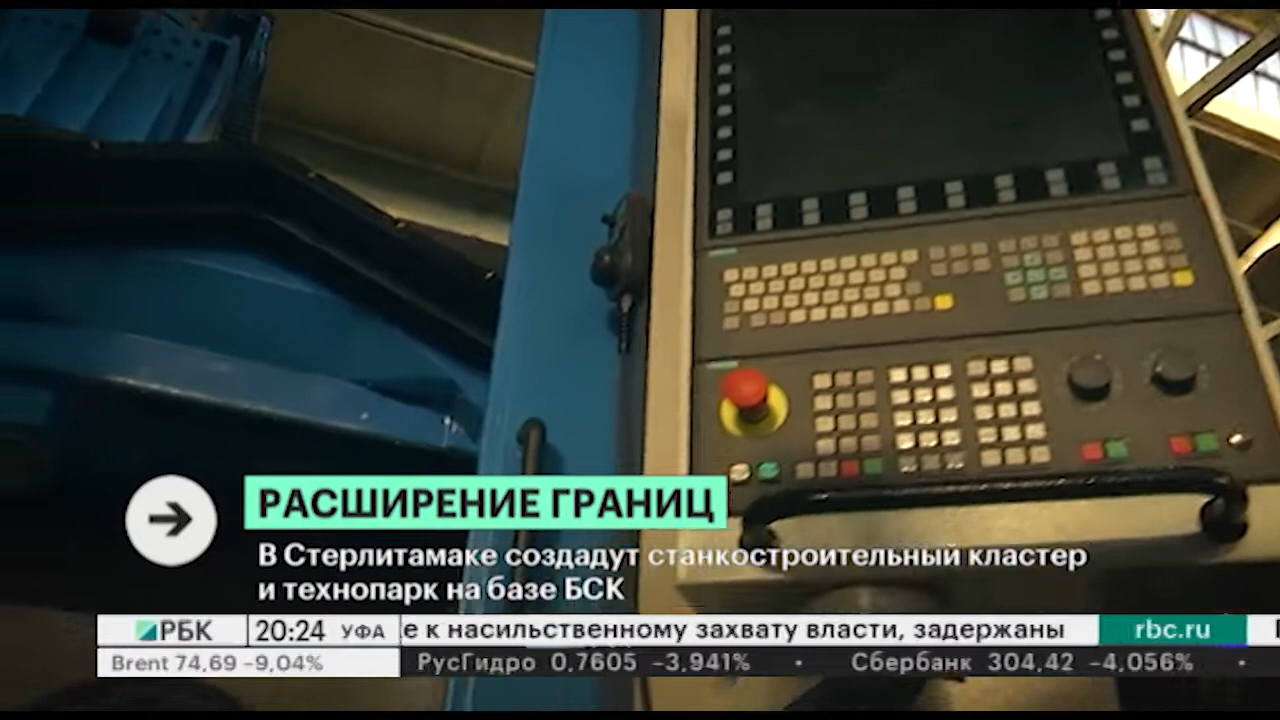 РАСШИРЕНИЕ ГРАНИЦ
В Стерлитамаке создадут станкостроительный кластер
и технопарк на базе БСК
РБК 20:24 УФА е к насильственному захвату власти, задержаны rbc.ru
Brent 74,69 -9,04% РусГидро 0,7605 -3,941% • Сбербанк 304,42 -4,056% •